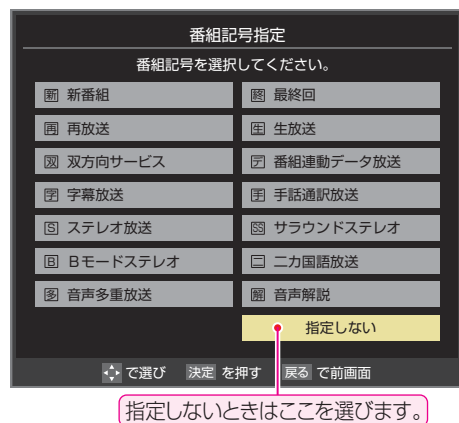 番組記号指定
番組記号を選択してください。
新 新番組
終 最終回
再 再放送
生 生放送
双 双方向サービス
デ 番組連動データ放送
字 字幕放送
手 手話通訳放送
S ステレオ放送
SS サラウンドステレオ
B Bモードステレオ
二 二カ国語放送
多 音声多重放送
解 音声解説
指定しない
で選び 決定 を押す 戻る で前画面
指定しないときはここを選びます。